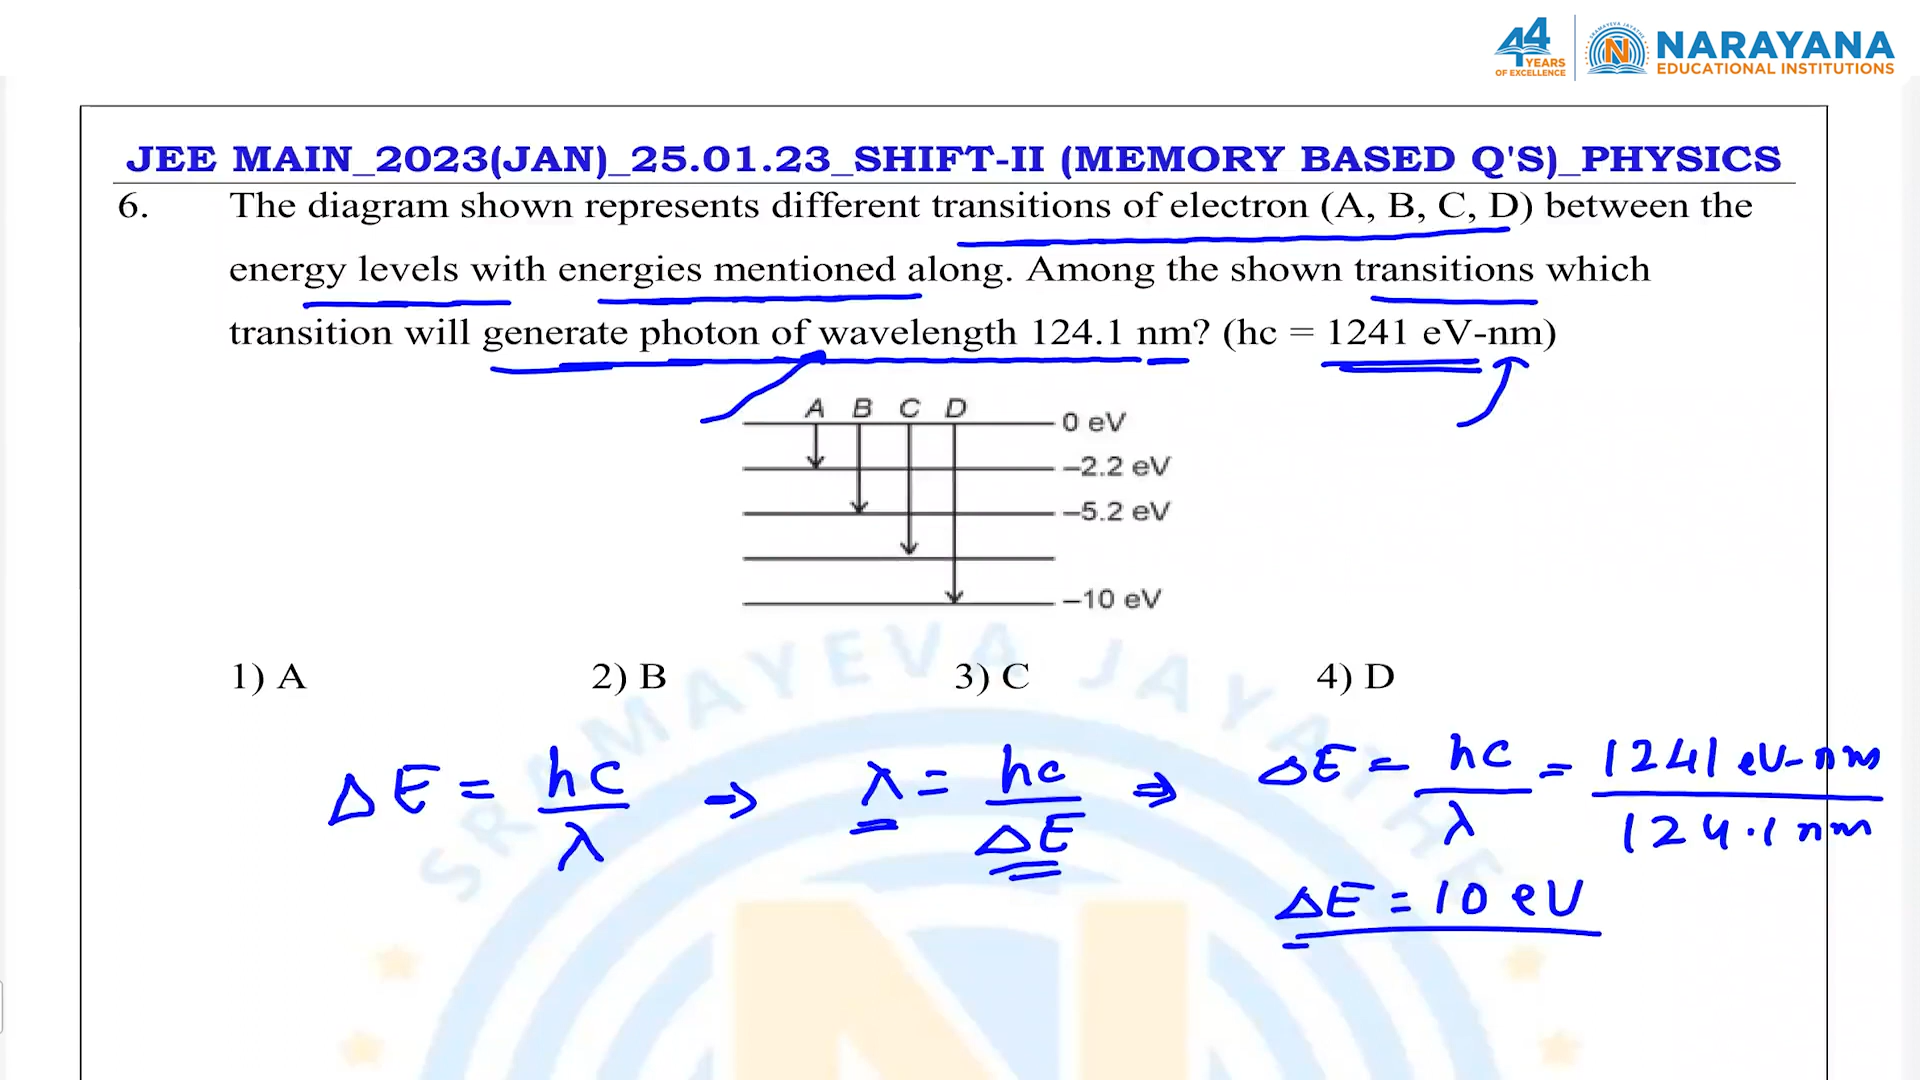 44 YEARS OF EXCELLENCE
NARAYANA
EDUCATIONAL INSTITUTIONS
JEE MAIN_2023(JAN)_25.01.23_SHIFT-II (MEMORY BASED Q'S)_PHYSICS
6. The diagram shown represents different transitions of electron (A, B, C, D) between the
energy levels with energies mentioned along. Among the shown transitions which
transition will generate photon of wavelength 124.1 nm? (hc = 1241 eV-nm)
A B C D
0 eV
–2.2 eV
–5.2 eV
–10 eV
SRAMAYEVA JAYATHE
1) A 2) B 3) C 4) D
ΔE = hc/λ → λ = hc/ΔE ⇒ ΔE = hc/λ = 1241 eV-nm/124.1 nm
ΔE = 10 eV